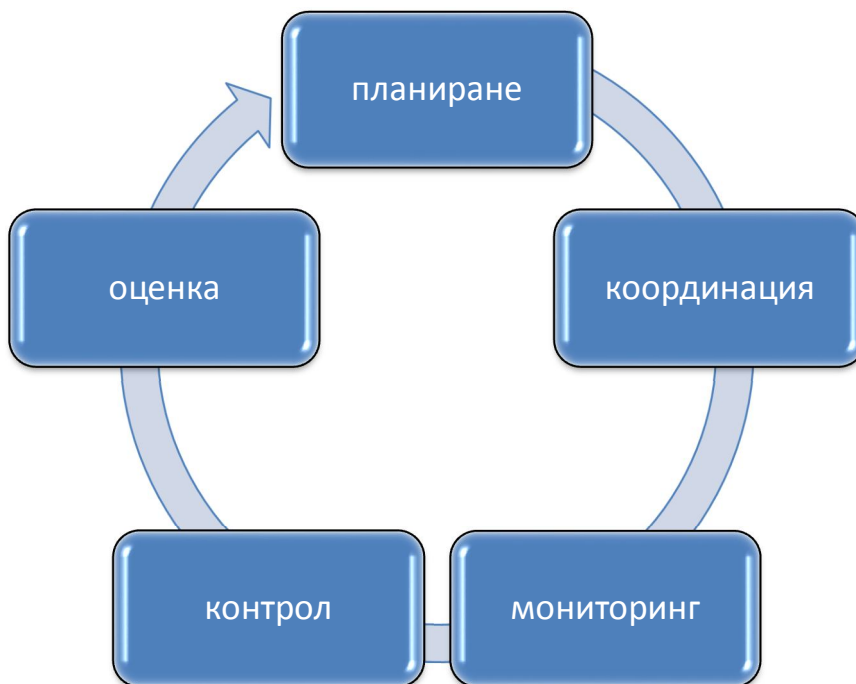 планиране
координация
мониторинг
контрол
оценка